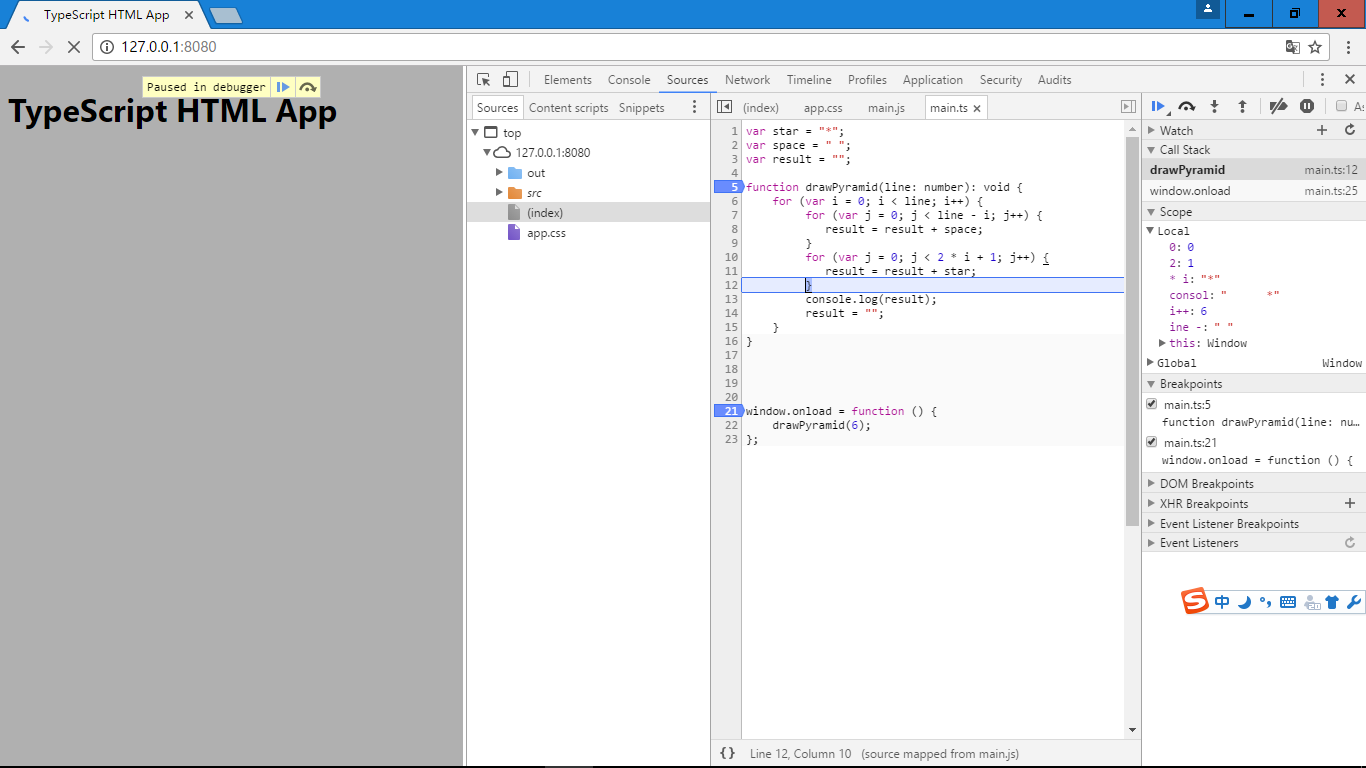 TypeScript HTML App
127.0.0.1:8080
Paused in debugger
TypeScript HTML App
Elements Console Sources Network Timeline Profiles Application Security Audits
Sources Content scripts Snippets
top
127.0.0.1:8080
out
src
(index)
app.css
(index) app.css main.js main.ts
1 var star = "*";
2 var space = " ";
3 var result = "";
4
5 function drawPyramid(line: number): void {
6 for (var i = 0; i < line; i++) {
7 for (var j = 0; j < line - i; j++) {
8 result = result + space;
9 }
10 for (var j = 0; j < 2 * i + 1; j++) {
11 result = result + star;
12 }
13 console.log(result);
14 result = "";
15 }
16 }
17
18
19
20
21 window.onload = function () {
22 drawPyramid(6);
23 };
{} Line 12, Column 10 (source mapped from main.js)
As
Watch
Call Stack
drawPyramid main.ts:12
window.onload main.ts:25
Scope
Local
0: 0
2: 1
* i: "*"
consol: "      *"
i++: 6
ine -: " "
this: Window
Global Window
Breakpoints
main.ts:5
function drawPyramid(line: nu…
main.ts:21
window.onload = function () {
DOM Breakpoints
XHR Breakpoints
Event Listener Breakpoints
Event Listeners
S 中